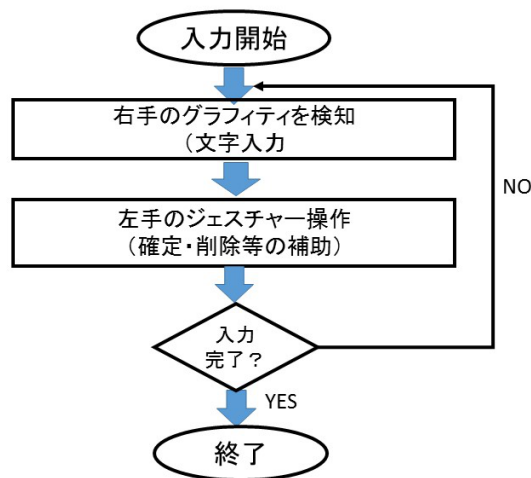 入力開始
右手のグラフィティを検知
(文字入力
NO
左手のジェスチャー操作
(確定・削除等の補助)
入力
完了?
YES
終了